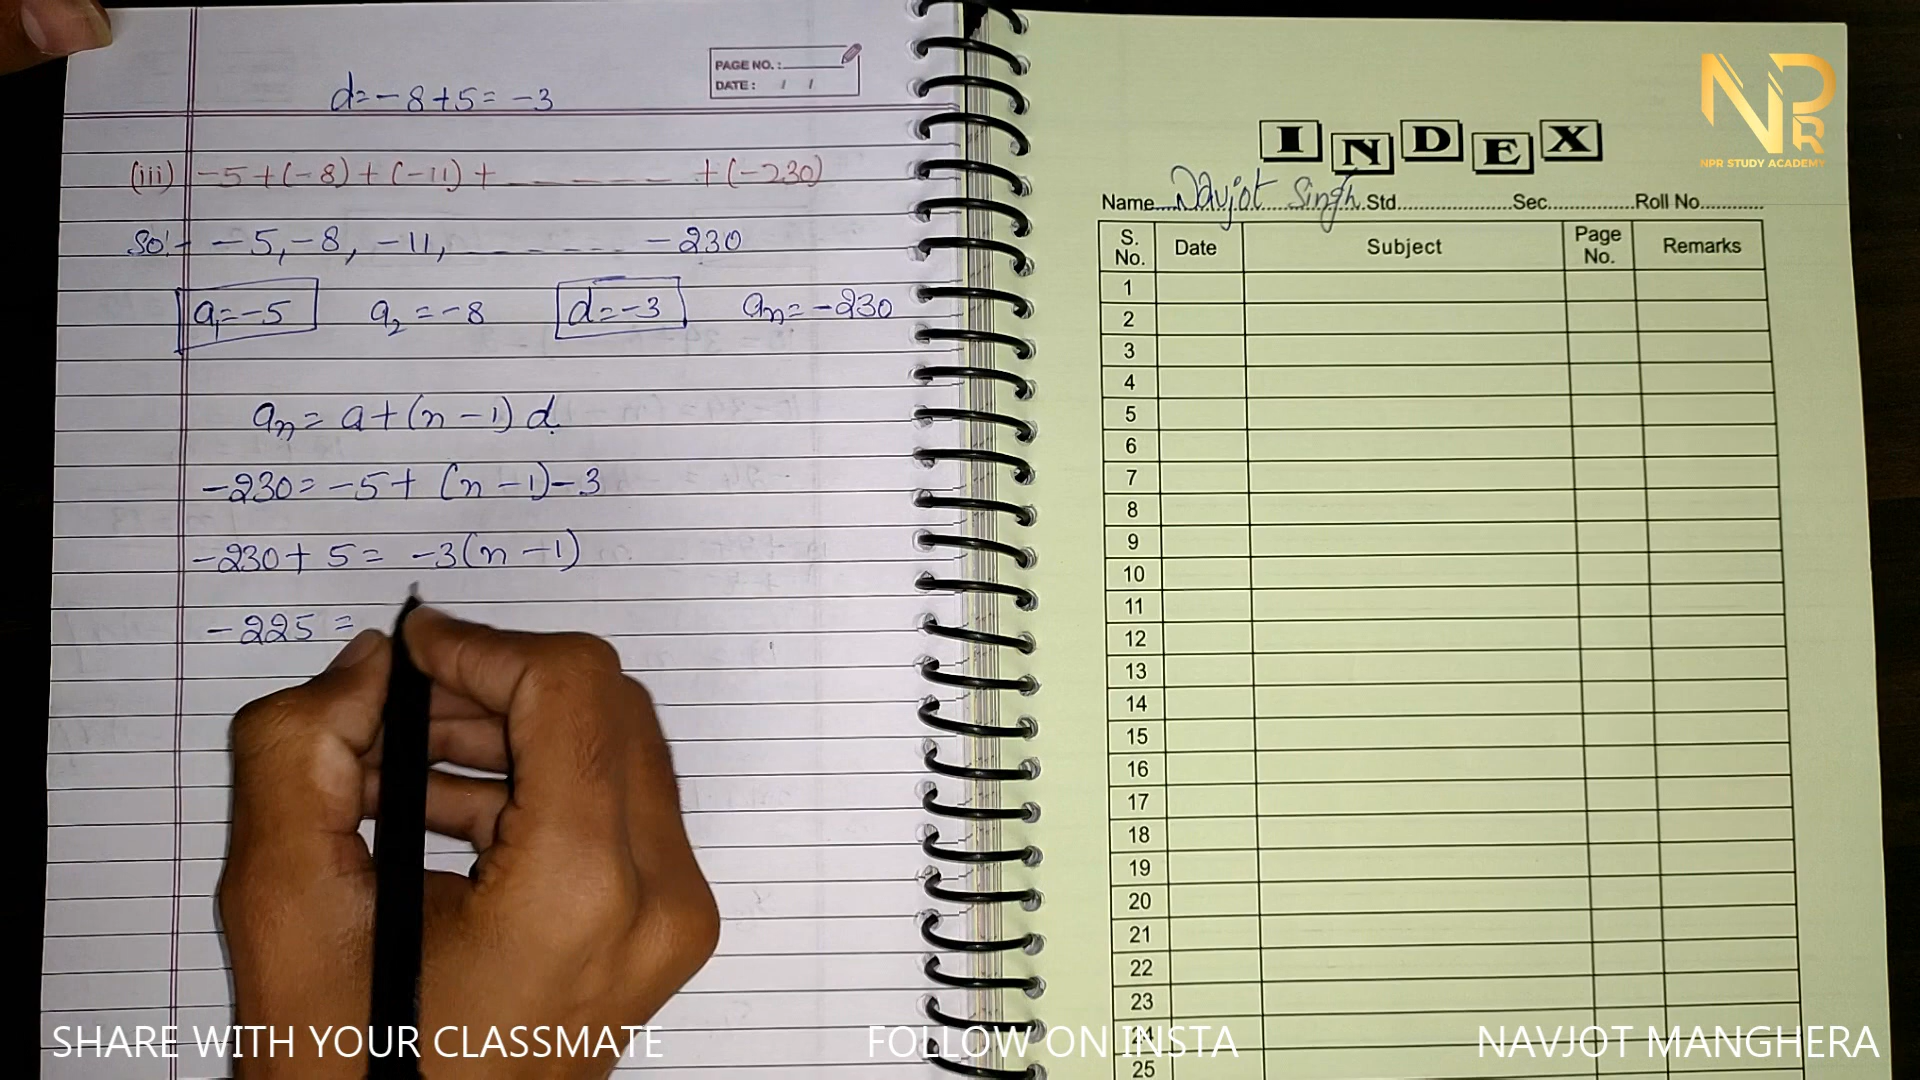 PAGE NO. :
DATE : / /
d = -8+5 = -3
(iii) -5+(-8)+(-11)+ ........ +(-230)
Sol:- -5, -8, -11, ........ -230
a₁=-5 a₂=-8 d=-3 aₙ=-230
aₙ = a+(n-1) d.
-230 = -5+ (n-1)-3
-230+5 = -3(n-1)
-225 =
NPR
NPR STUDY ACADEMY
INDEX
Name Navjot Singh Std. Sec. Roll No.
S. No. Date Subject Page No. Remarks
1
2
3
4
5
6
7
8
9
10
11
12
13
14
15
16
17
18
19
20
21
22
23
24
25
SHARE WITH YOUR CLASSMATE FOLLOW ON INSTA NAVJOT MANGHERA